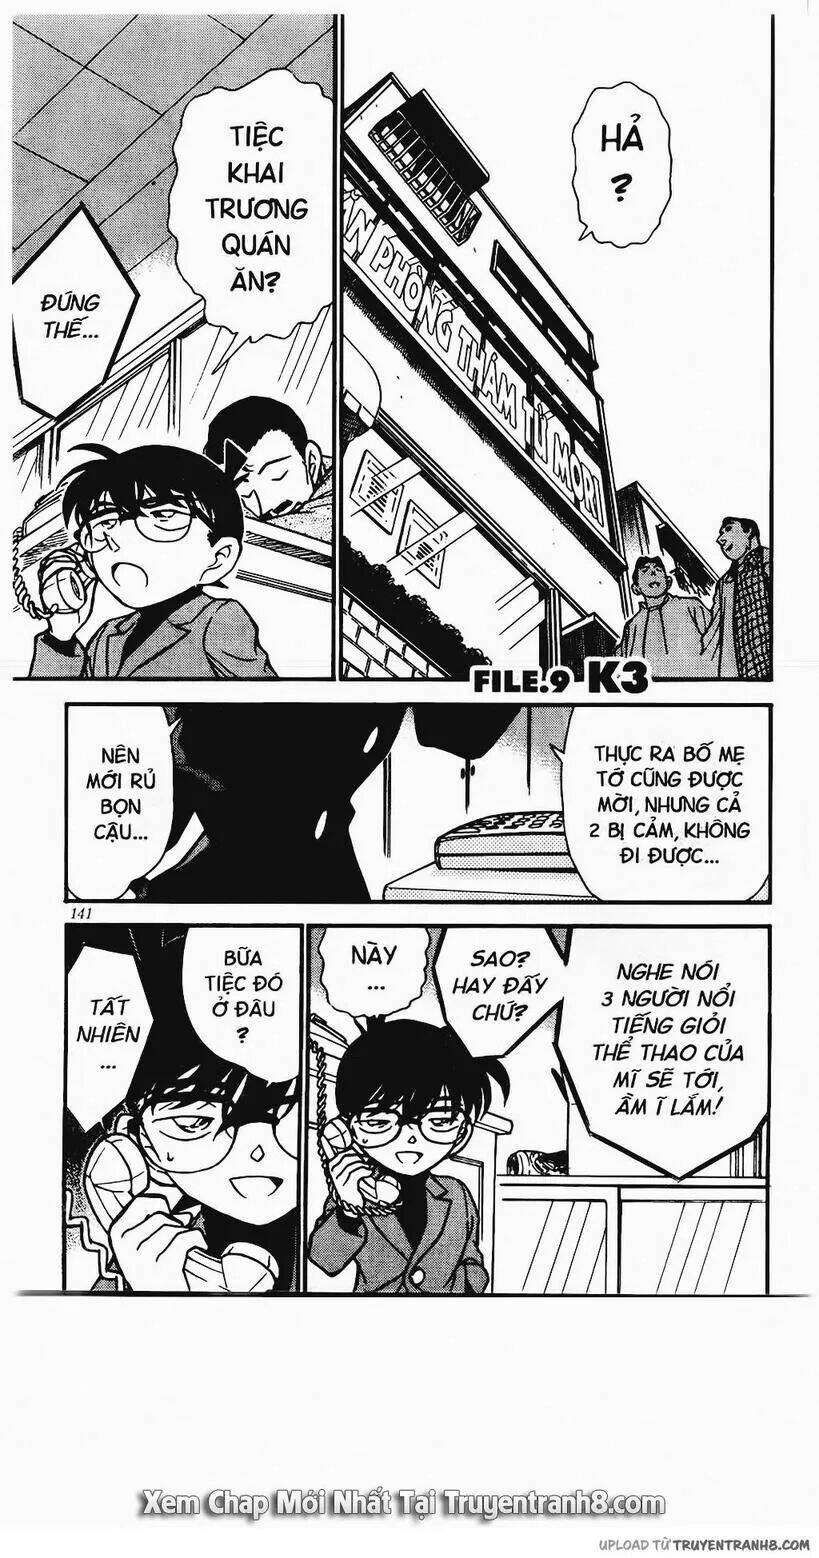 HẢ
?
VĂN PHÒNG THÁM TỬ MORI
TIỆC
KHAI
TRƯƠNG
QUÁN
ĂN?
ĐỨNG
THẾ...
FILE.9 K3
THỰC RA BỐ MẸ
TỚ CŨNG ĐƯỢC
MỜI, NHƯNG CẢ
2 BỊ CẢM, KHÔNG
ĐI ĐƯỢC...
NÊN
MỚI RỦ
BỌN
CẬU...
141
NGHE NÓI
3 NGƯỜI NỔI
TIẾNG GIỎI
THỂ THAO CỦA
MĨ SẼ TỚI,
ẦM Ĩ LẮM!
SAO?
HAY ĐẤY
CHỨ?
NÀY
...
BỮA
TIỆC ĐÓ
Ở ĐÂU
?
TẤT
NHIÊN
...
Xem Chap Mới Nhất Tại Truyentranh8.com
UPLOAD TỪ TRUYENTRANH8.COM